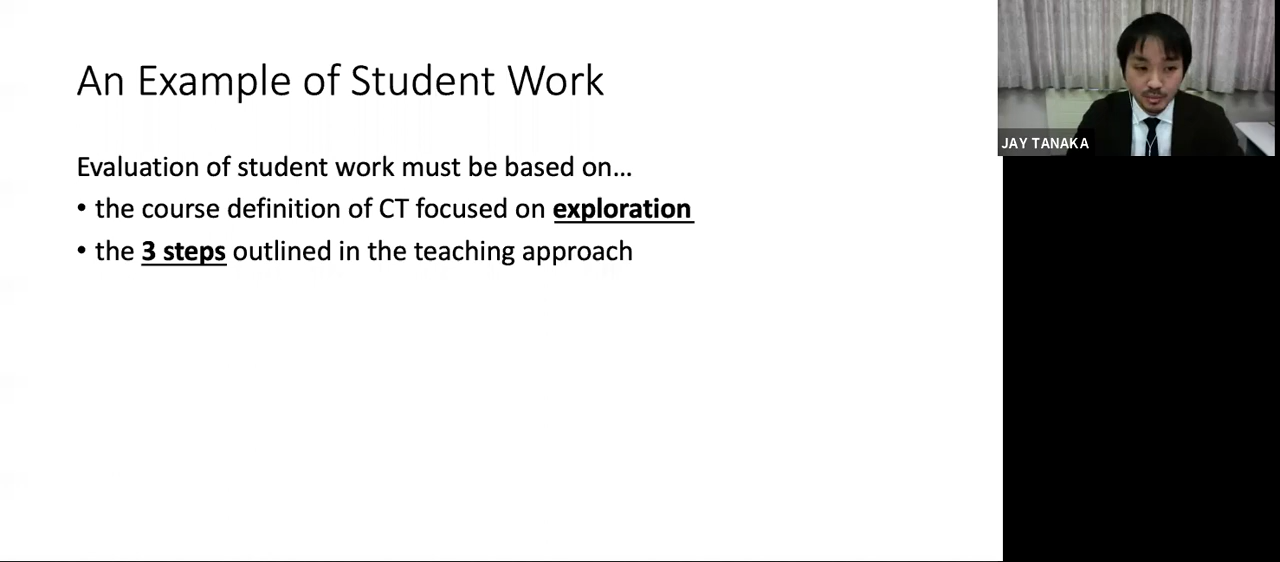 An Example of Student Work
Evaluation of student work must be based on...
• the course definition of CT focused on exploration
• the 3 steps outlined in the teaching approach
JAY TANAKA